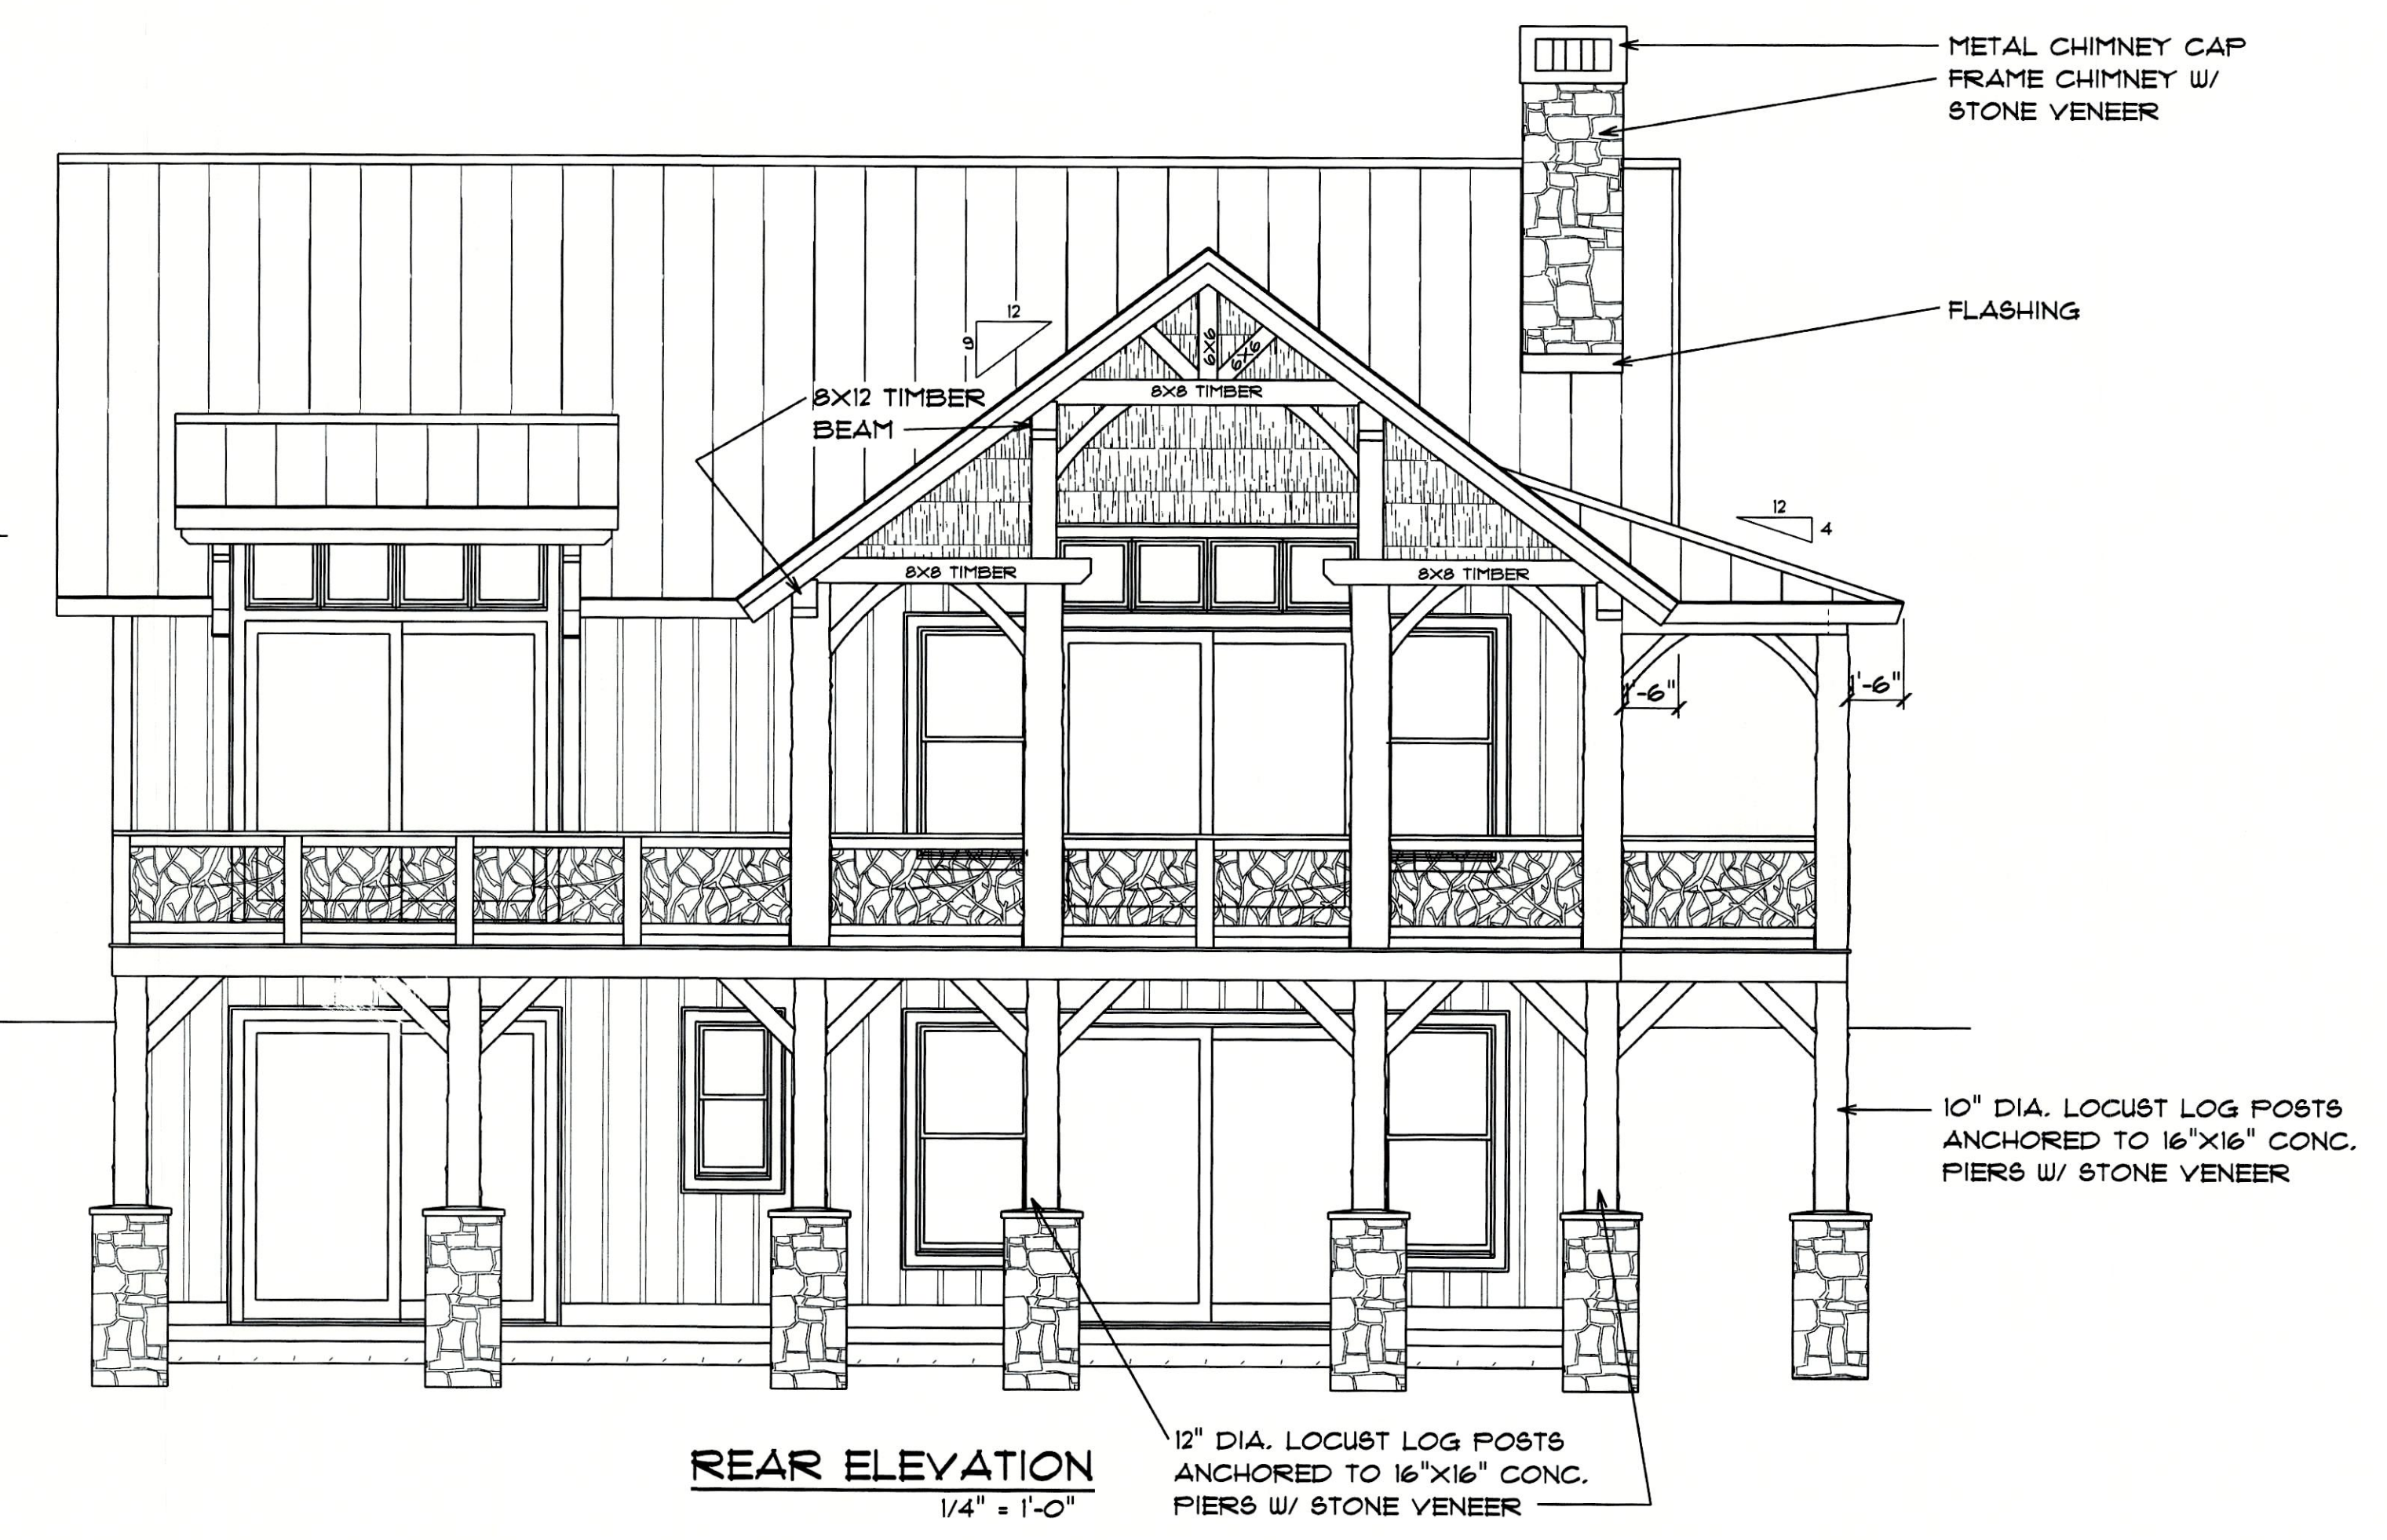 METAL CHIMNEY CAP
FRAME CHIMNEY W/
STONE VENEER
FLASHING
12
9
6X6
6X6
8X8 TIMBER
8X12 TIMBER
BEAM
12
4
8X8 TIMBER
8X8 TIMBER
1'-6"
1'-6"
10" DIA. LOCUST LOG POSTS
ANCHORED TO 16"X16" CONC.
PIERS W/ STONE VENEER
12" DIA. LOCUST LOG POSTS
ANCHORED TO 16"X16" CONC.
PIERS W/ STONE VENEER
REAR ELEVATION
1/4" = 1'-0"